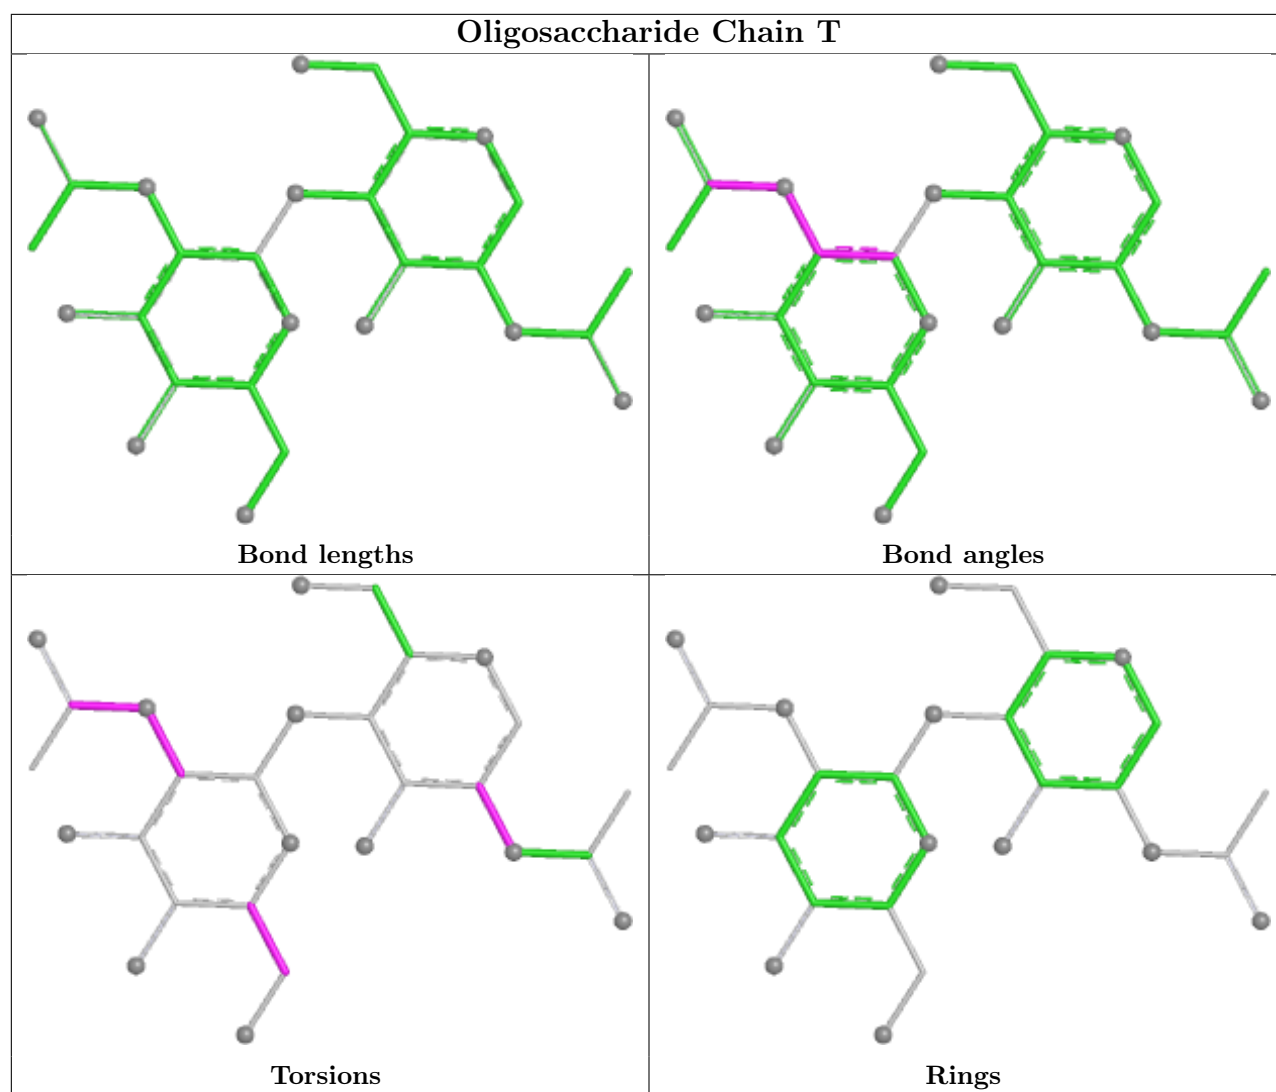 Oligosaccharide Chain T
Bond lengths
Bond angles
Torsions
Rings